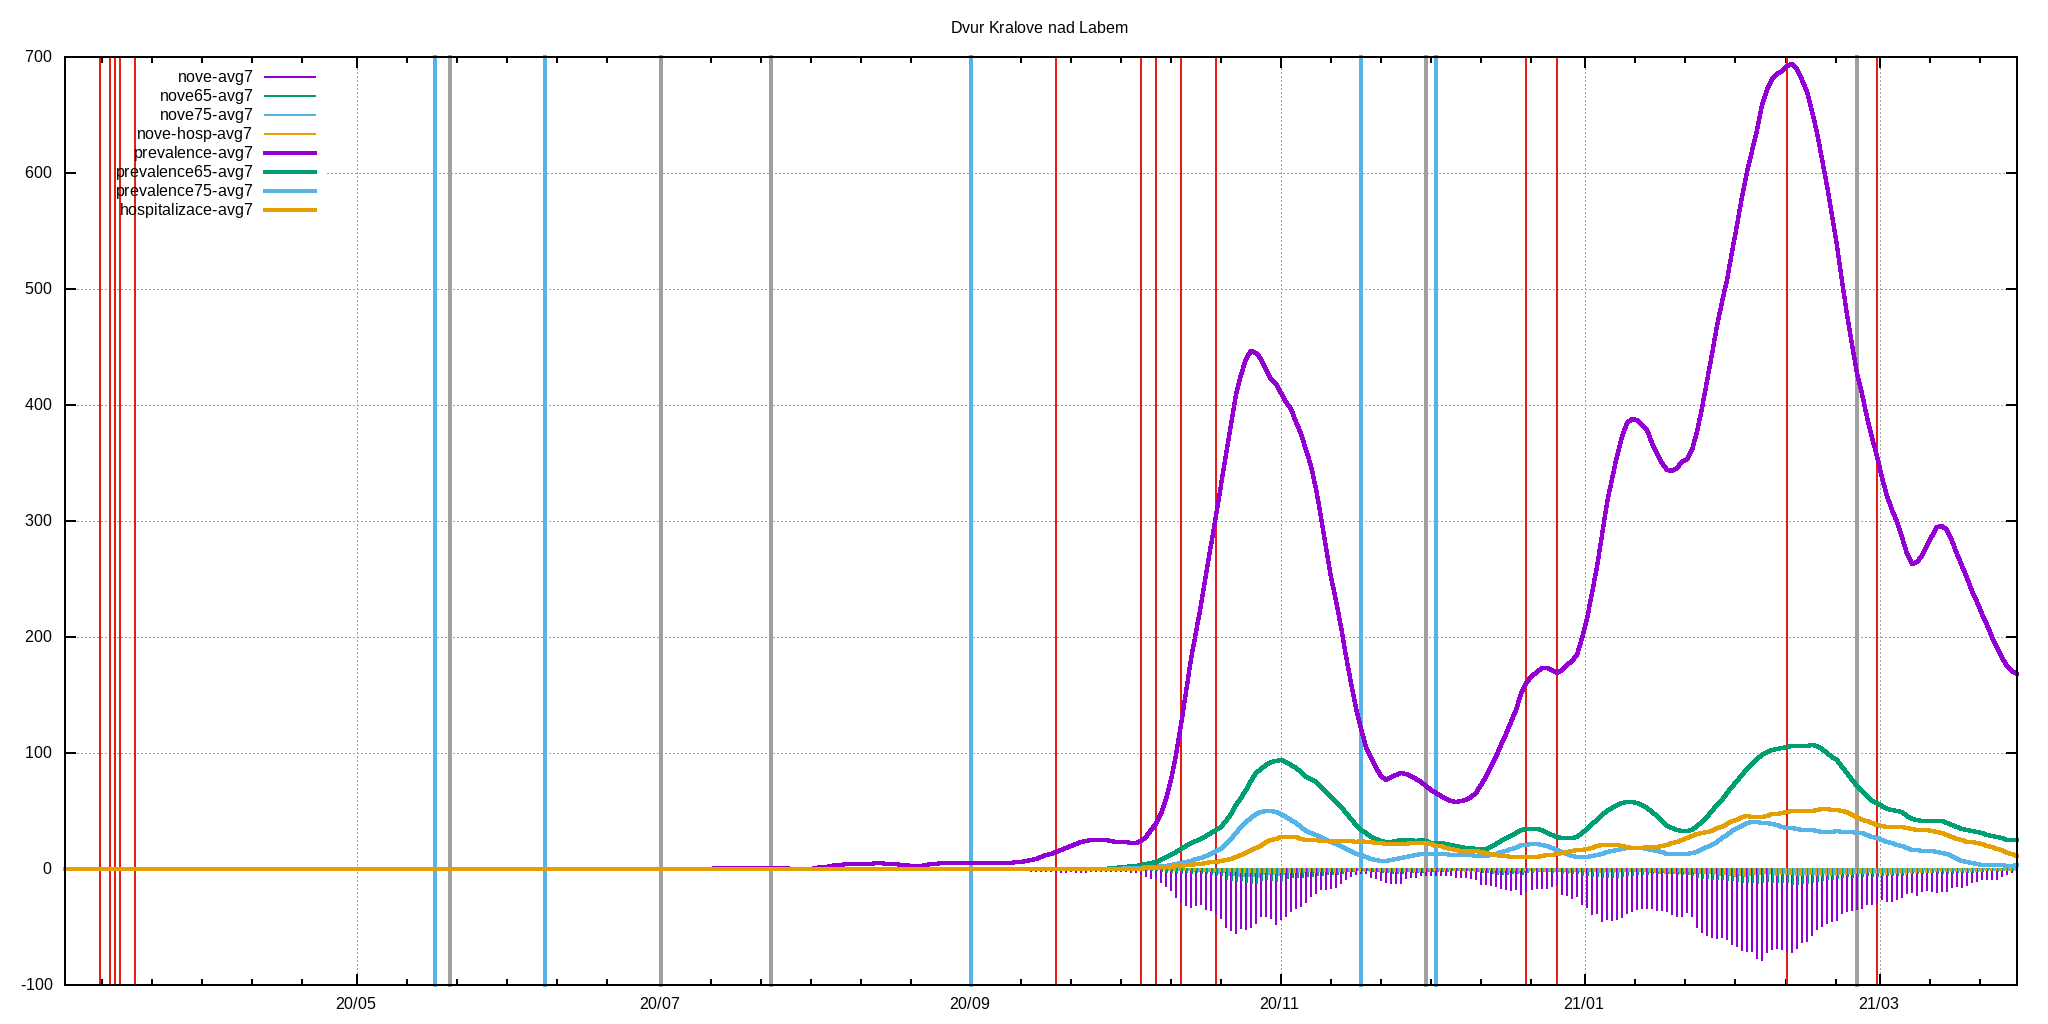 Dvur Kralove nad Labem
700
600
500
400
300
200
100
0
-100
nove-avg7
nove65-avg7
nove75-avg7
nove-hosp-avg7
prevalence-avg7
prevalence65-avg7
prevalence75-avg7
hospitalizace-avg7
20/05
20/07
20/09
20/11
21/01
21/03